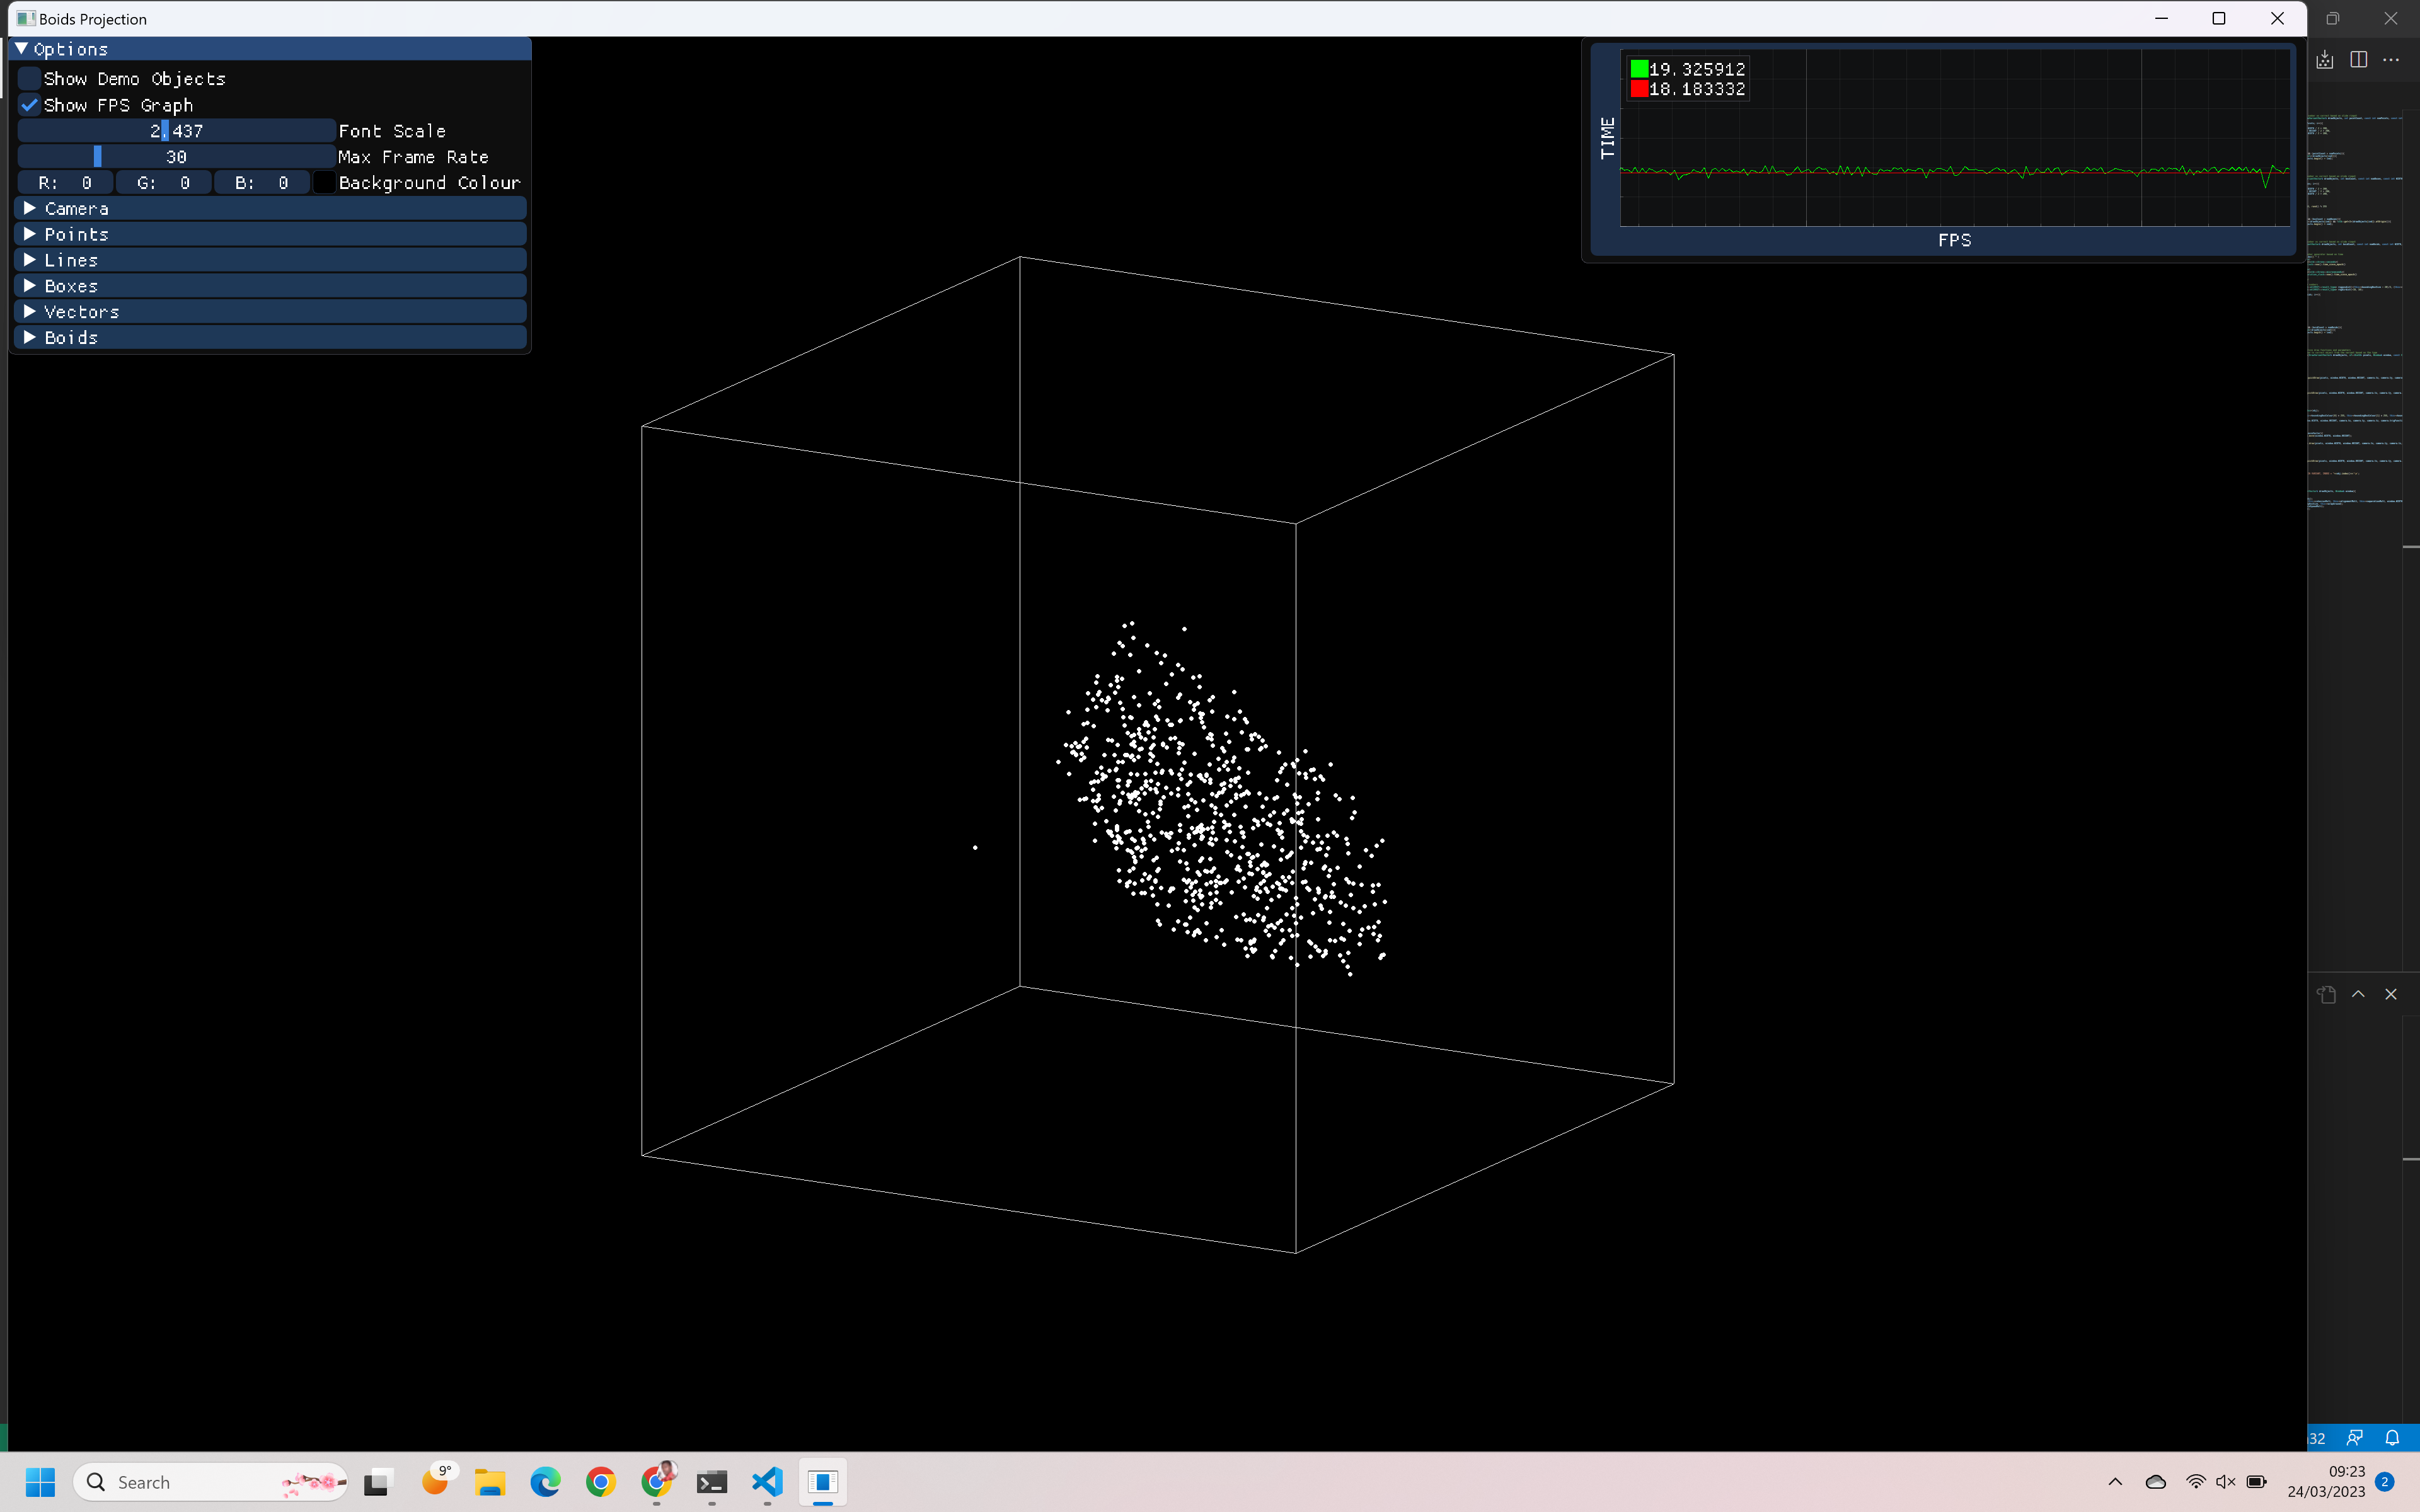 Boids Projection
Options
Show Demo Objects
Show FPS Graph
2.437 Font Scale
30 Max Frame Rate
R: 0 G: 0 B: 0 Background Colour
Camera
Points
Lines
Boxes
Vectors
Boids
19.325912
18.183332
TIME
FPS
32
9°
Search
09:23
24/03/2023
2